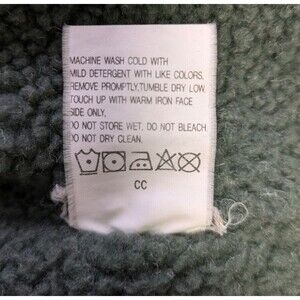 MACHINE WASH COLD WITH
MILD DETERGENT WITH LIKE COLORS.
REMOVE PROMPTLY,TUMBLE DRY LOW.
TOUCH UP WITH WARM IRON FACE
SIDE ONLY.
DO NOT STORE WET, DO NOT BLEACH
DO NOT DRY CLEAN.
CC